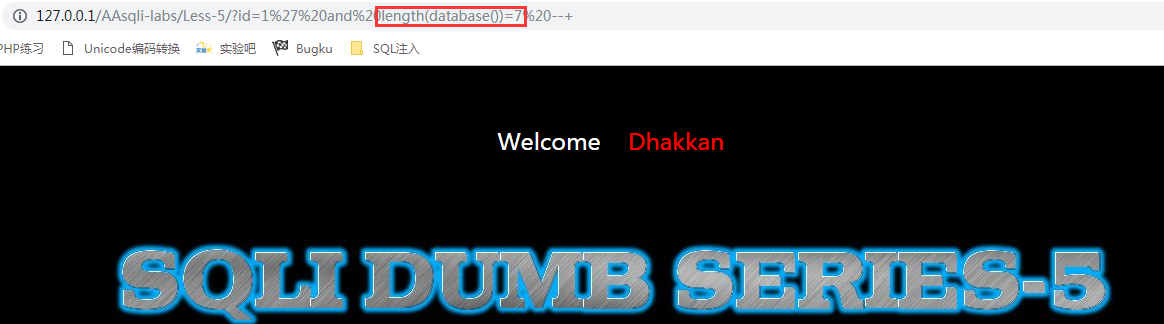 127.0.0.1/AAsqli-labs/Less-5/?id=1%27%20and%20length(database())=7%20--+
PHP练习 Unicode编码转换 实验吧 Bugku SQL注入
Welcome Dhakkan
SQLI DUMB SERIES-5